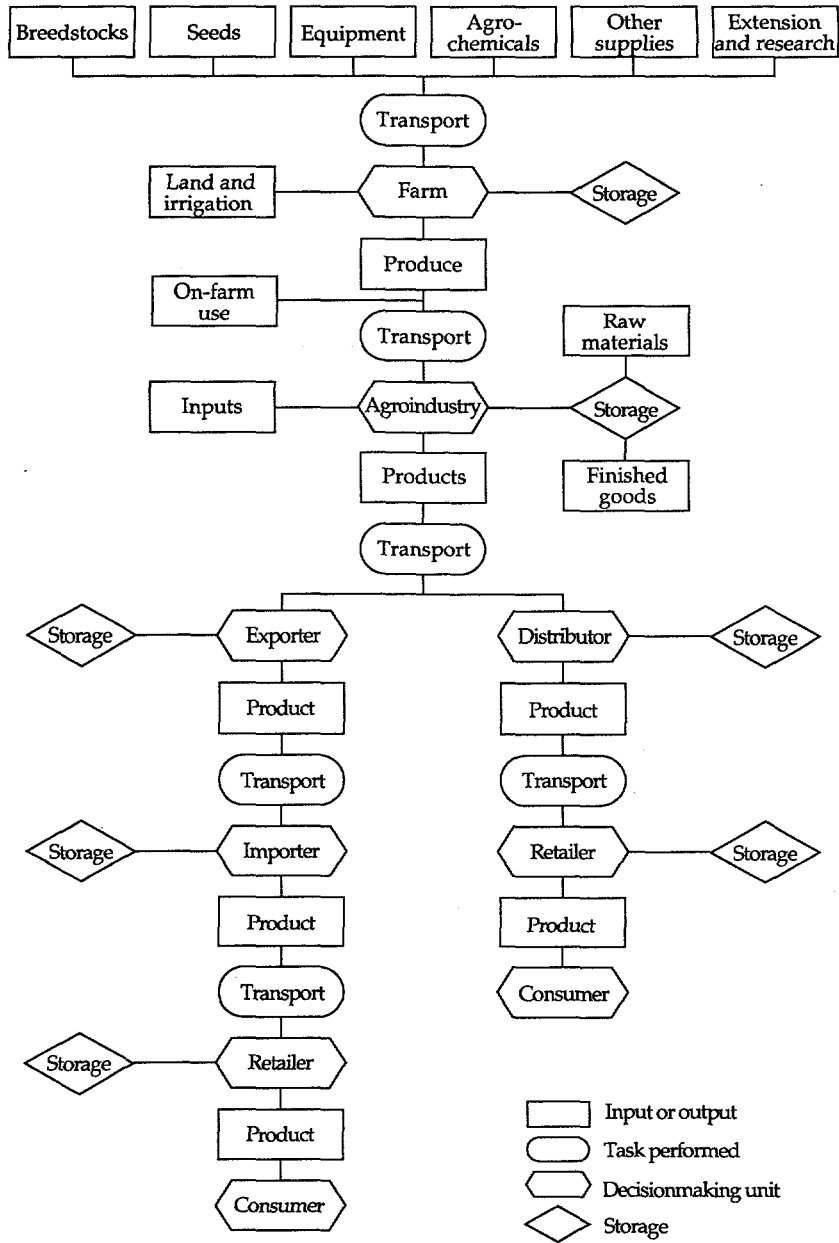 Breedstocks
Seeds
Equipment
Agro-
chemicals
Other
supplies
Extension
and research
Transport
Land and
irrigation
Farm
Storage
Produce
On-farm
use
Transport
Raw
materials
Inputs
Agroindustry
Storage
Products
Finished
goods
Transport
Storage
Exporter
Distributor
Storage
Product
Product
Transport
Transport
Storage
Importer
Retailer
Storage
Product
Product
Transport
Consumer
Storage
Retailer
Product
Consumer
Input or output
Task performed
Decisionmaking unit
Storage